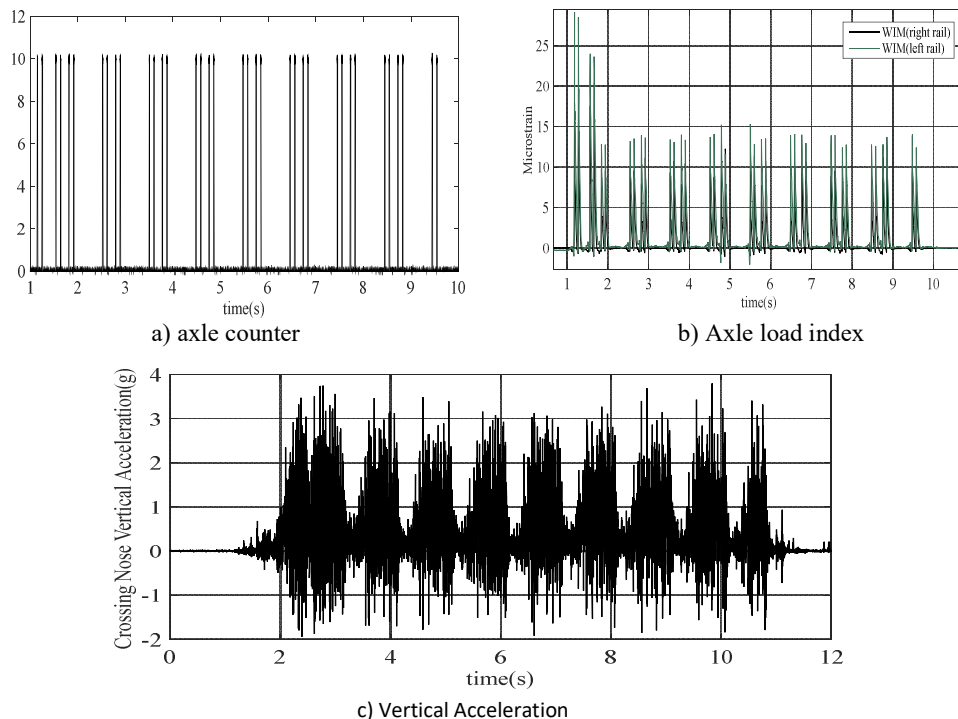 12
10
8
6
4
2
0
1 2 3 4 5 6 7 8 9 10
time(s)
a) axle counter
WIM(right rail)
WIM(left rail)
Microstrain
25
20
15
10
5
0
1 2 3 4 5 6 7 8 9 10
time(s)
b) Axle load index
Crossing Nose Vertical Acceleration(g)
4
3
2
1
0
-1
-2
0 2 4 6 8 10 12
time(s)
c) Vertical Acceleration